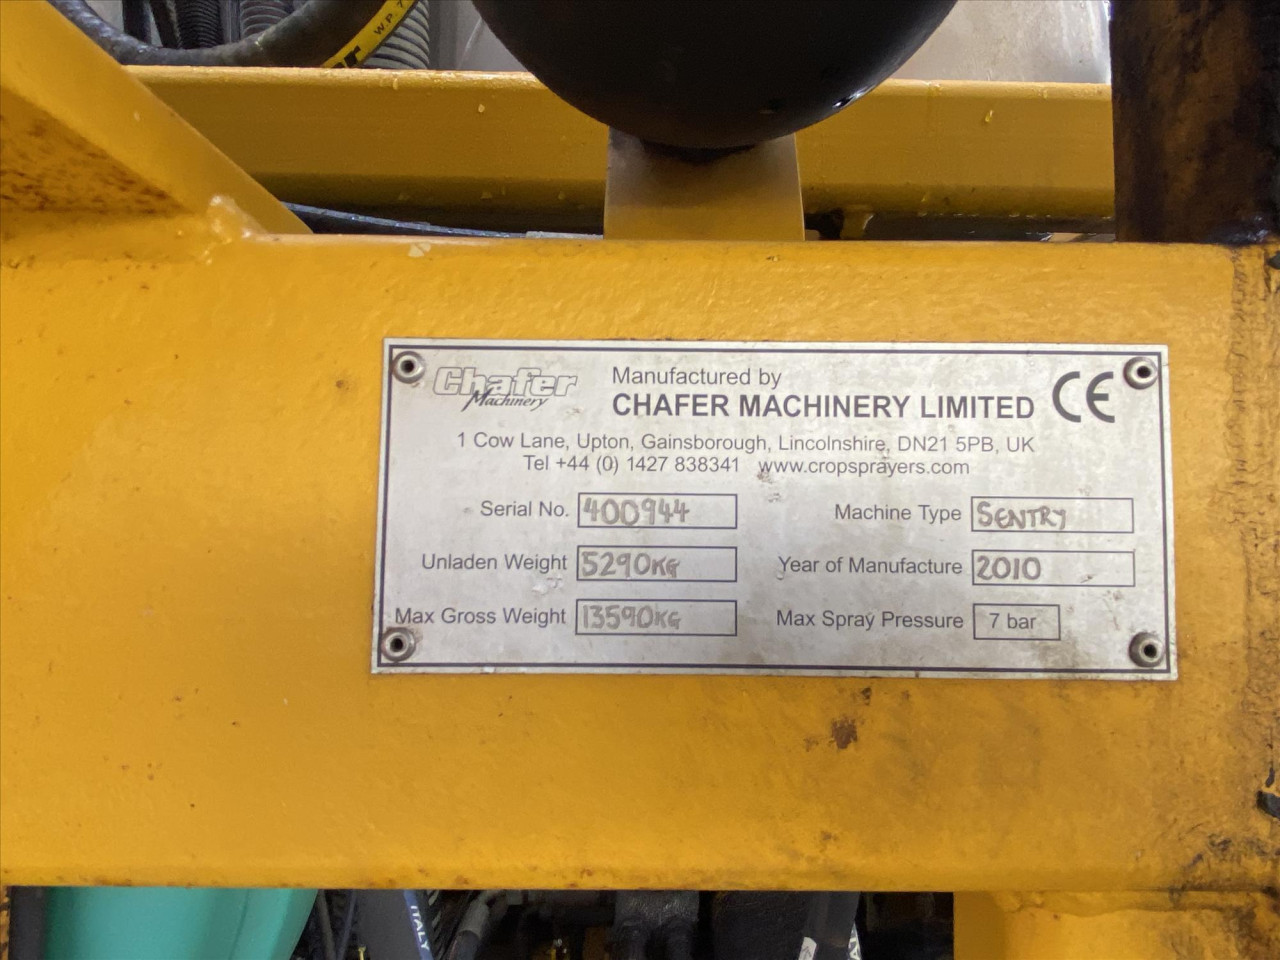 W.P. 7
Chafer
Machinery
Manufactured by
CHAFER MACHINERY LIMITED
CE
1 Cow Lane, Upton, Gainsborough, Lincolnshire, DN21 5PB, UK
Tel +44 (0) 1427 838341 www.cropsprayers.com
Serial No. 400944
Machine Type SENTRY
Unladen Weight 5290KG
Year of Manufacture 2010
Max Gross Weight 13590KG
Max Spray Pressure 7 bar
ITALY